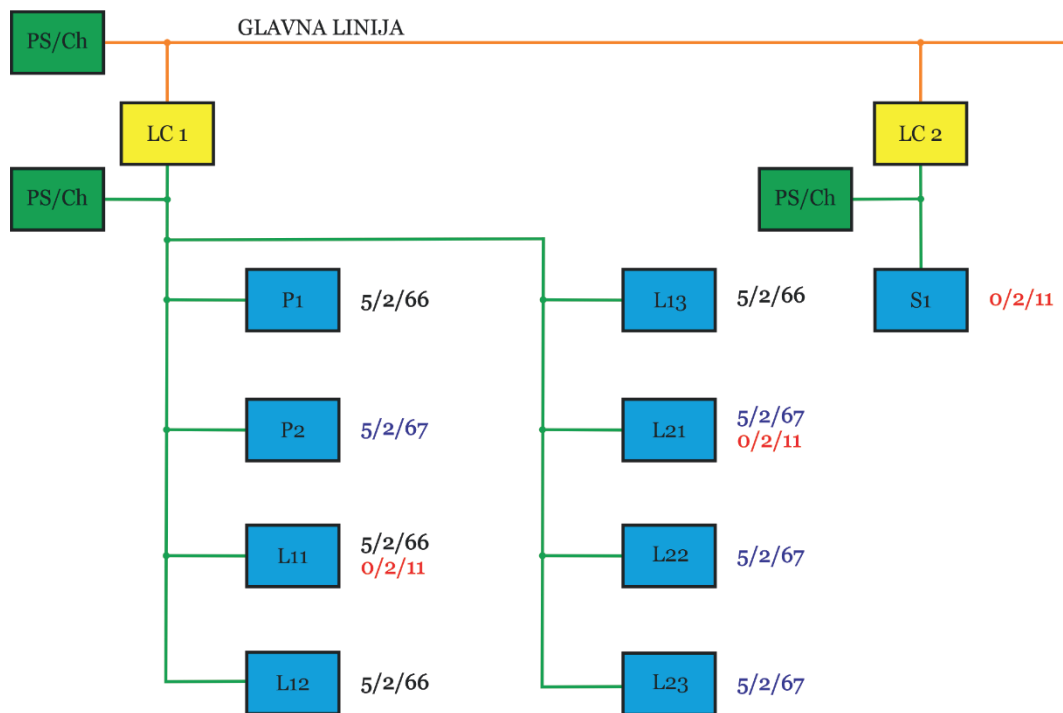 PS/Ch
GLAVNA LINIJA
LC 1
LC 2
PS/Ch
PS/Ch
P1
5/2/66
L13
5/2/66
S1
0/2/11
P2
5/2/67
L21
5/2/67
0/2/11
L11
5/2/66
0/2/11
L22
5/2/67
L12
5/2/66
L23
5/2/67